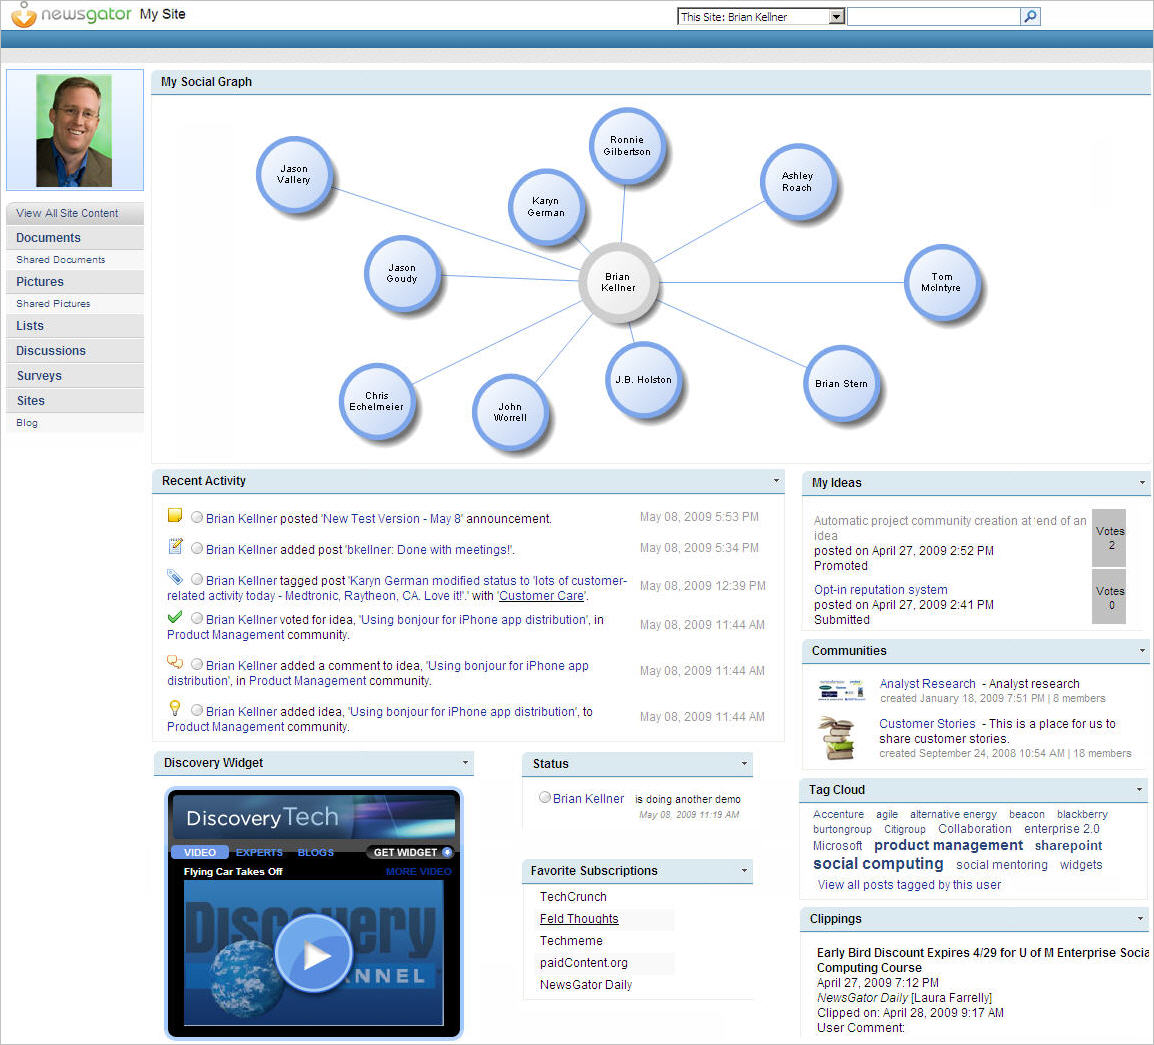 newsgator My Site
This Site: Brian Kellner
My Social Graph
Jason
Vallery
Ronnie
Gilbertson
Karyn
German
Ashley
Roach
Jason
Goudy
Brian
Kellner
Tom
McIntyre
Chris
Echelmeier
John
Worrell
J.B. Holston
Brian Stern
View All Site Content
Documents
Shared Documents
Pictures
Shared Pictures
Lists
Discussions
Surveys
Sites
Blog
Recent Activity
Brian Kellner posted 'New Test Version - May 8' announcement.
May 08, 2009 5:53 PM
Brian Kellner added post 'bkellner: Done with meetings!'.
May 08, 2009 5:34 PM
Brian Kellner tagged post 'Karyn German modified status to 'lots of customer-
related activity today - Medtronic, Raytheon, CA. Love it!'.' with 'Customer Care'.
May 08, 2009 12:39 PM
Brian Kellner voted for idea, 'Using bonjour for iPhone app distribution', in
Product Management community.
May 08, 2009 11:44 AM
Brian Kellner added a comment to idea, 'Using bonjour for iPhone app
distribution', in Product Management community.
May 08, 2009 11:44 AM
Brian Kellner added idea, 'Using bonjour for iPhone app distribution', to
Product Management community.
May 08, 2009 11:44 AM
My Ideas
Automatic project community creation at end of an
idea
posted on April 27, 2009 2:52 PM
Promoted
Votes
2
Opt-in reputation system
posted on April 27, 2009 2:41 PM
Submitted
Votes
0
Communities
Analyst Research - Analyst research
created January 18, 2009 7:51 PM | 8 members
Customer Stories - This is a place for us to
share customer stories.
created September 24, 2008 10:54 AM | 18 members
Discovery Widget
Discovery Tech
VIDEO EXPERTS BLOGS GET WIDGET
Flying Car Takes Off MORE VIDEO
Discovery
CHANNEL
Status
Brian Kellner is doing another demo
May 08, 2009 11:19 AM
Favorite Subscriptions
TechCrunch
Feld Thoughts
Techmeme
paidContent.org
NewsGator Daily
Tag Cloud
Accenture agile alternative energy beacon blackberry
burtongroup Citigroup Collaboration enterprise 2.0
Microsoft product management sharepoint
social computing social mentoring widgets
View all posts tagged by this user
Clippings
Early Bird Discount Expires 4/29 for U of M Enterprise Socia
Computing Course
April 27, 2009 7:12 PM
NewsGator Daily [Laura Farrelly]
Clipped on: April 28, 2009 9:17 AM
User Comment: